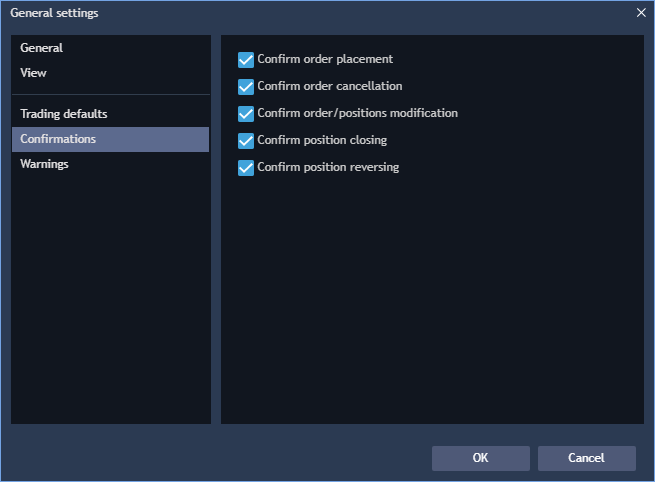 General settings
General
View
Trading defaults
Confirmations
Warnings
Confirm order placement
Confirm order cancellation
Confirm order/positions modification
Confirm position closing
Confirm position reversing
OK
Cancel